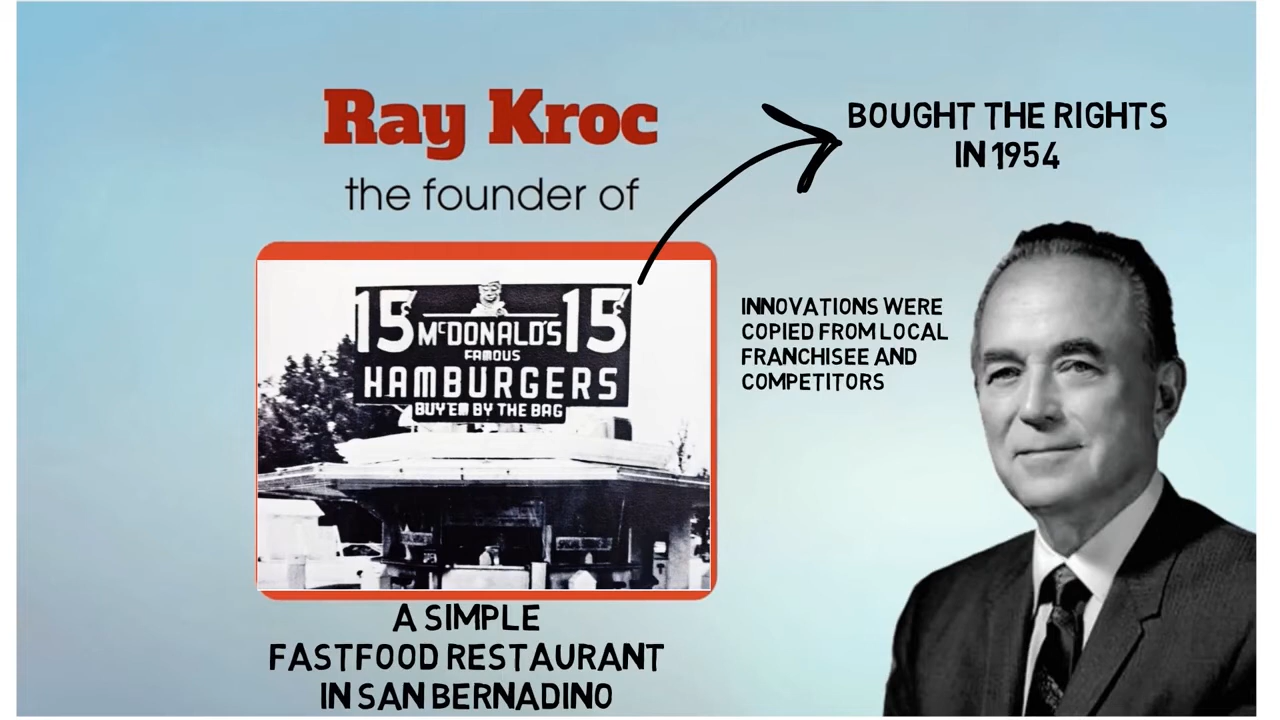 Ray Kroc
the founder of
BOUGHT THE RIGHTS
IN 1954
15¢ McDONALD'S 15¢
FAMOUS
HAMBURGERS
BUY'EM BY THE BAG
INNOVATIONS WERE
COPIED FROM LOCAL
FRANCHISEE AND
COMPETITORS
A SIMPLE
FASTFOOD RESTAURANT
IN SAN BERNADINO